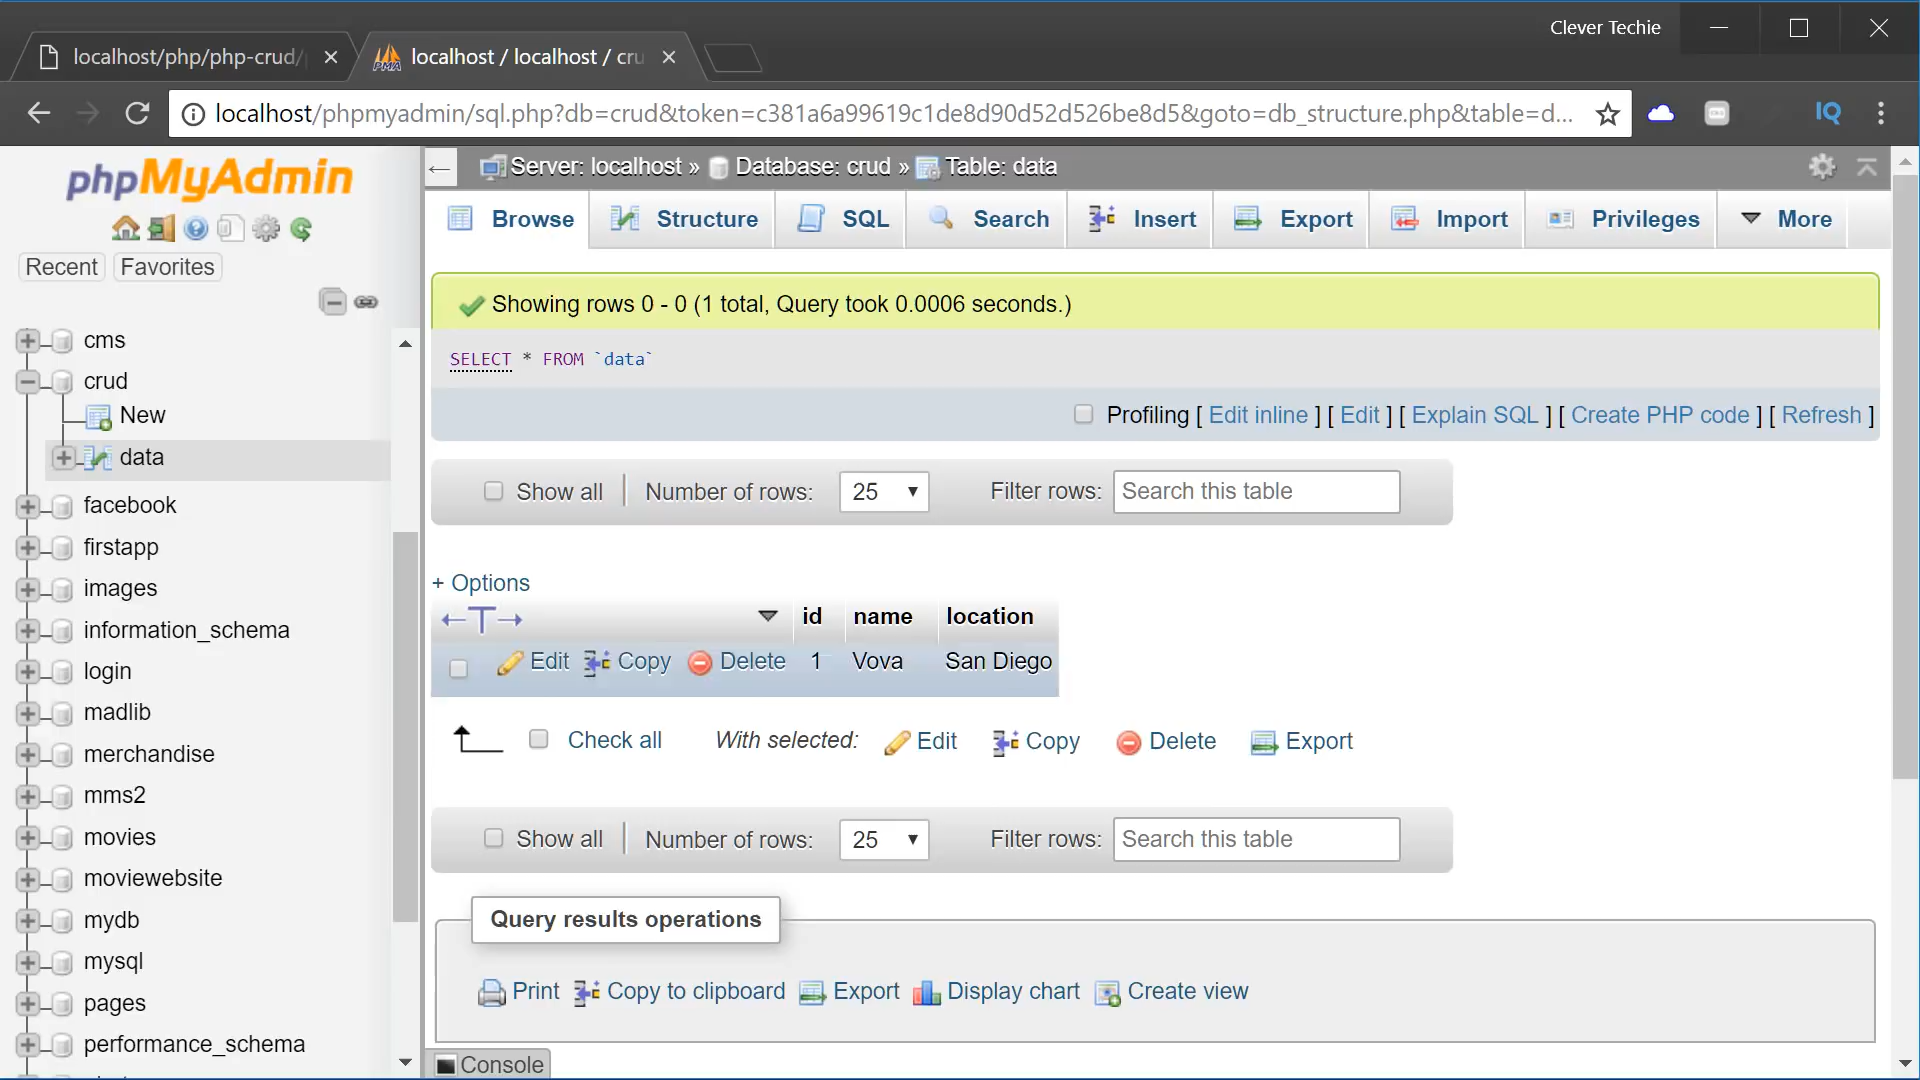 Clever Techie
localhost/php/php-crud/
PMA localhost / localhost / cru
localhost/phpmyadmin/sql.php?db=crud&token=c381a6a99619c1de8d90d52d526be8d5&goto=db_structure.php&table=d...
IQ
phpMyAdmin
Server: localhost » Database: crud » Table: data
Browse Structure SQL Search Insert Export Import Privileges More
Recent Favorites
cms
crud
New
data
facebook
firstapp
images
information_schema
login
madlib
merchandise
mms2
movies
moviewebsite
mydb
mysql
pages
performance_schema
Showing rows 0 - 0 (1 total, Query took 0.0006 seconds.)
SELECT * FROM `data`
Profiling [ Edit inline ] [ Edit ] [ Explain SQL ] [ Create PHP code ] [ Refresh ]
Show all Number of rows: 25 Filter rows: Search this table
+ Options
←T→ id name location
Edit Copy Delete 1 Vova San Diego
Check all With selected: Edit Copy Delete Export
Show all Number of rows: 25 Filter rows: Search this table
Query results operations
Print Copy to clipboard Export Display chart Create view
Console